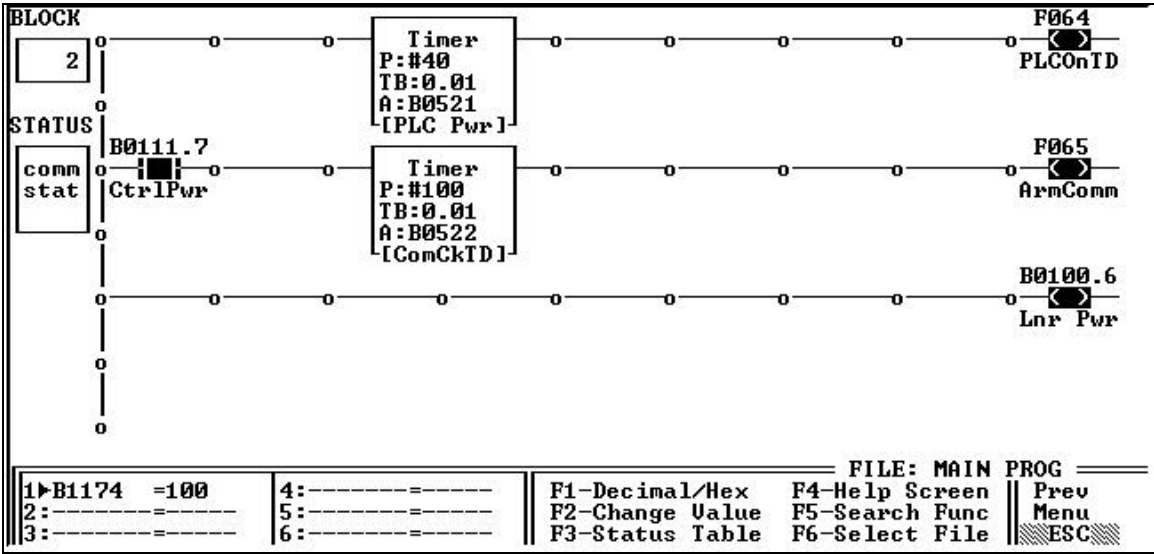 BLOCK
2
STATUS
comm
stat
Timer
P:#40
TB:0.01
A:B0521
[PLC Pwr]
F064
PLCOnTD
B0111.7
CtrlPwr
Timer
P:#100
TB:0.01
A:B0522
[ComCkTD]
F065
ArmComm
B0100.6
Lnr Pwr
FILE: MAIN PROG
1▶B1174 =100
2:------=-----
3:------=-----
4:------=-----
5:------=-----
6:------=-----
F1-Decimal/Hex
F2-Change Value
F3-Status Table
F4-Help Screen
F5-Search Func
F6-Select File
Prev
Menu
ESC